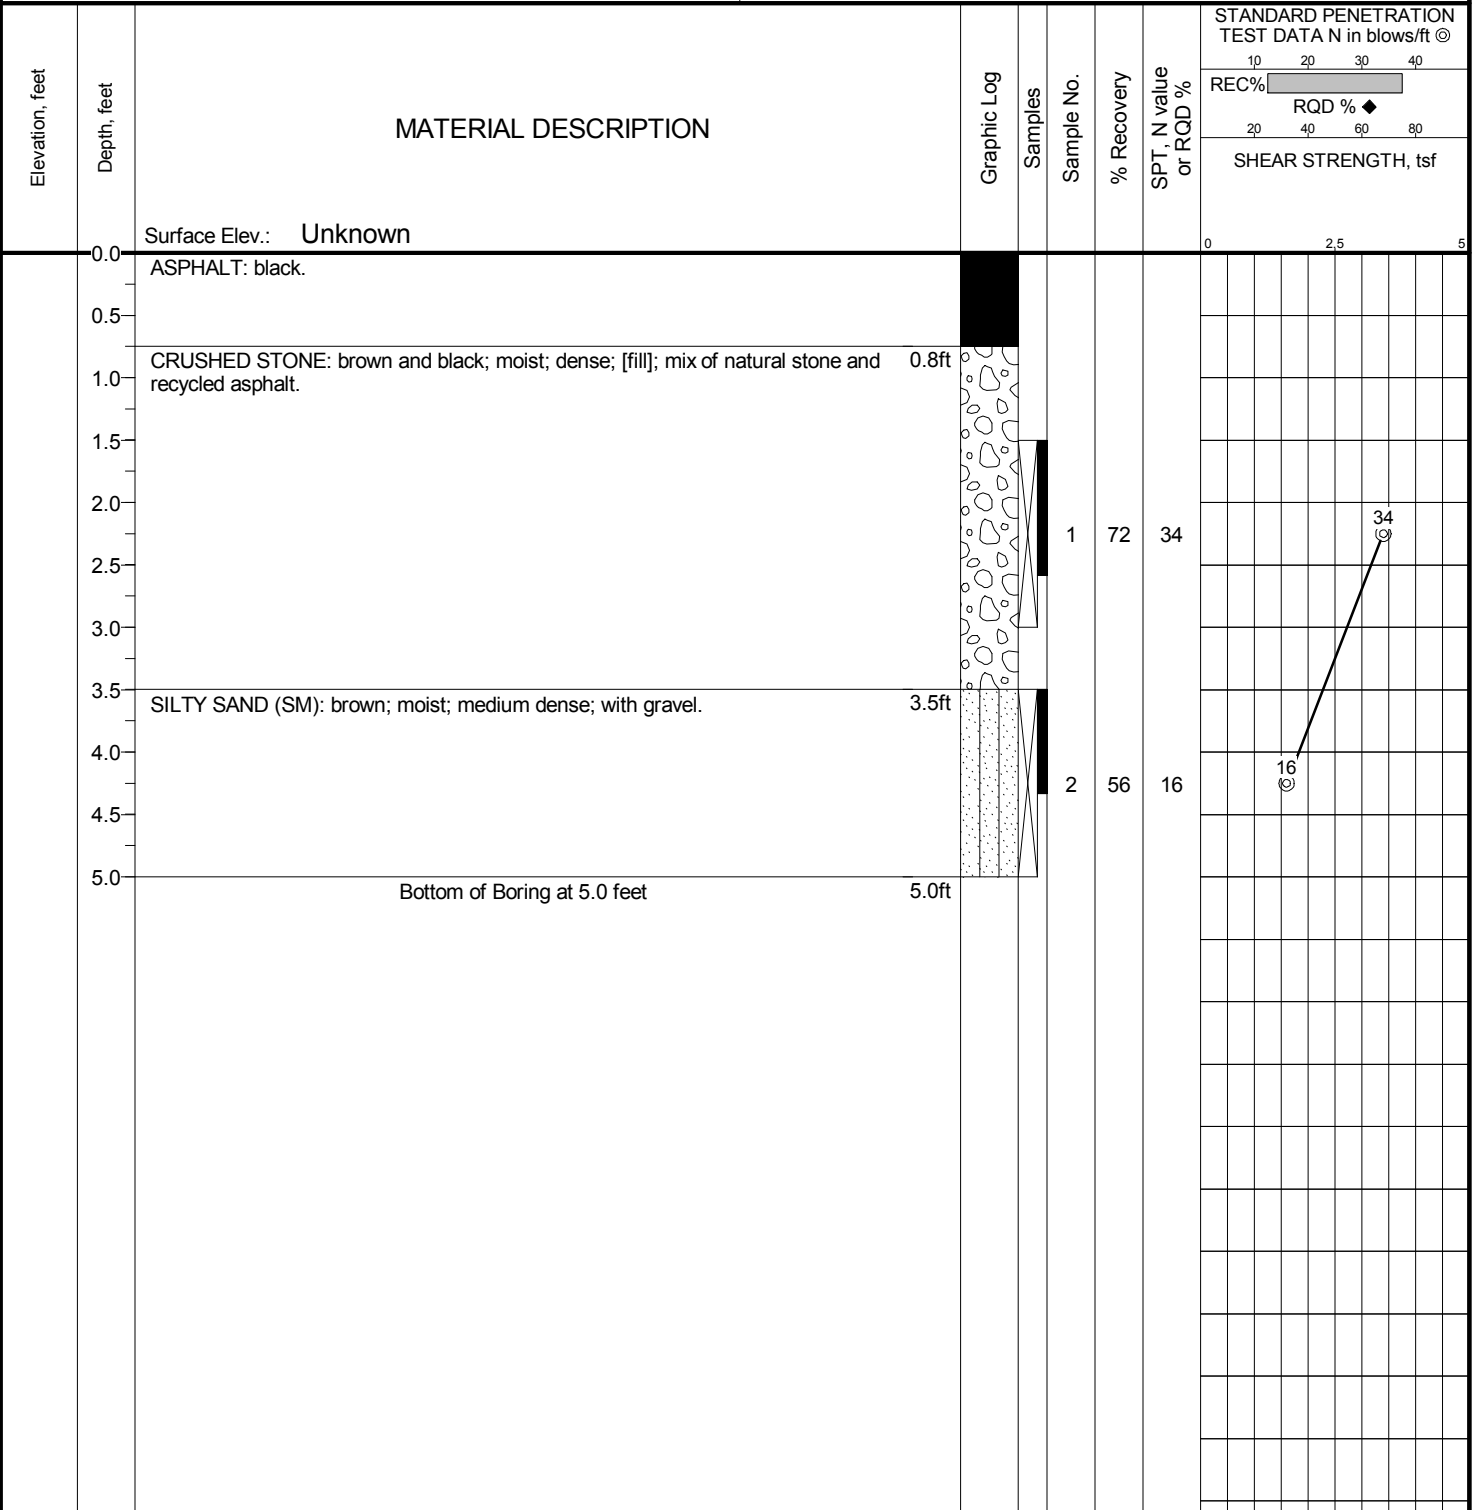 Elevation, feet
Depth, feet
MATERIAL DESCRIPTION
Surface Elev.: Unknown
Graphic Log
Samples
Sample No.
% Recovery
SPT, N value
or RQD %
STANDARD PENETRATION
TEST DATA N in blows/ft
10 20 30 40
REC%
RQD % ◆
20 40 60 80
SHEAR STRENGTH, tsf
0 2,5 5
0.0
ASPHALT: black.
0.5
CRUSHED STONE: brown and black; moist; dense; [fill]; mix of natural stone and 0.8ft
recycled asphalt.
1.0
1.5
2.0
34
1 72 34
2.5
3.0
3.5
SILTY SAND (SM): brown; moist; medium dense; with gravel. 3.5ft
4.0
16
2 56 16
4.5
5.0
Bottom of Boring at 5.0 feet 5.0ft